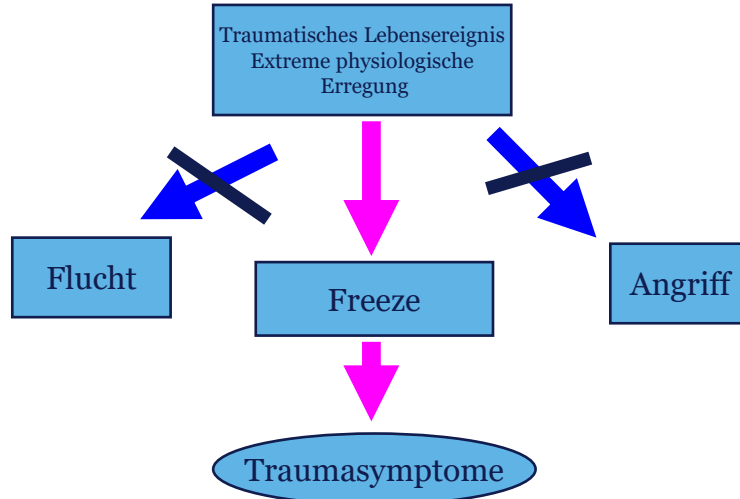 Traumatisches Lebensereignis
Extreme physiologische
Erregung
Flucht
Freeze
Angriff
Traumasymptome